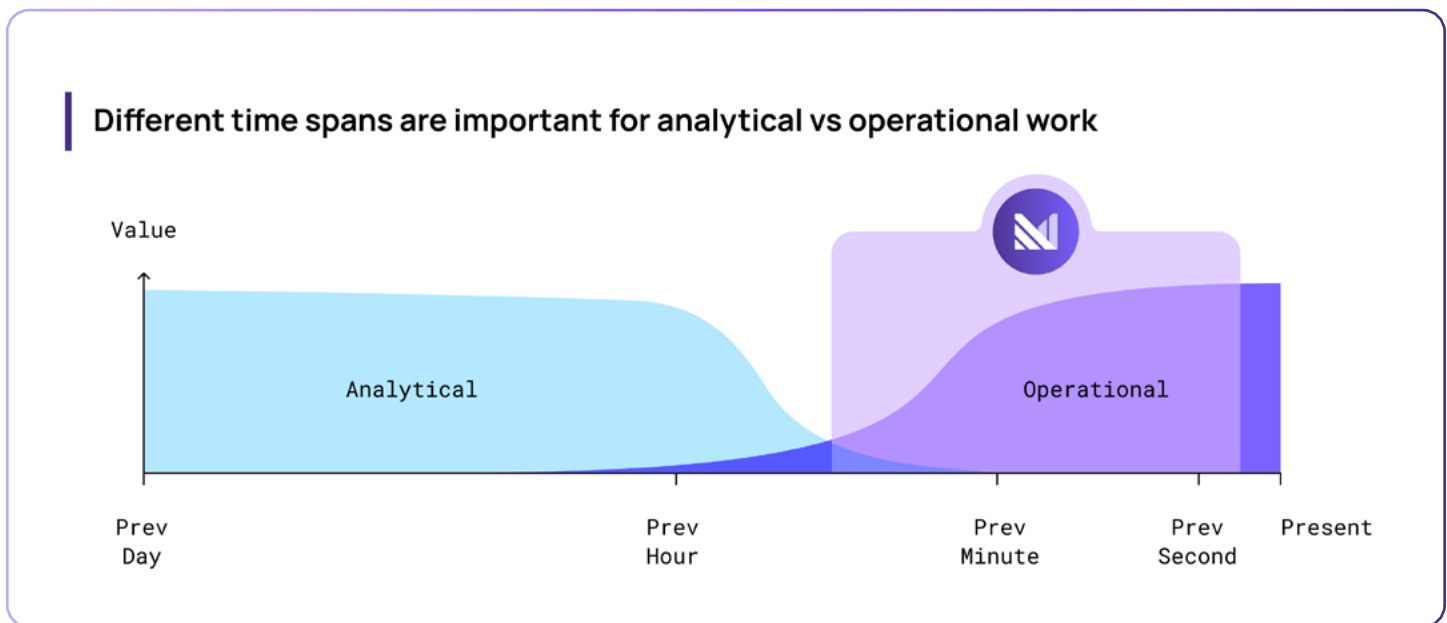 Different time spans are important for analytical vs operational work
Value
Analytical
Operational
Prev
Day
Prev
Hour
Prev
Minute
Prev
Second
Present